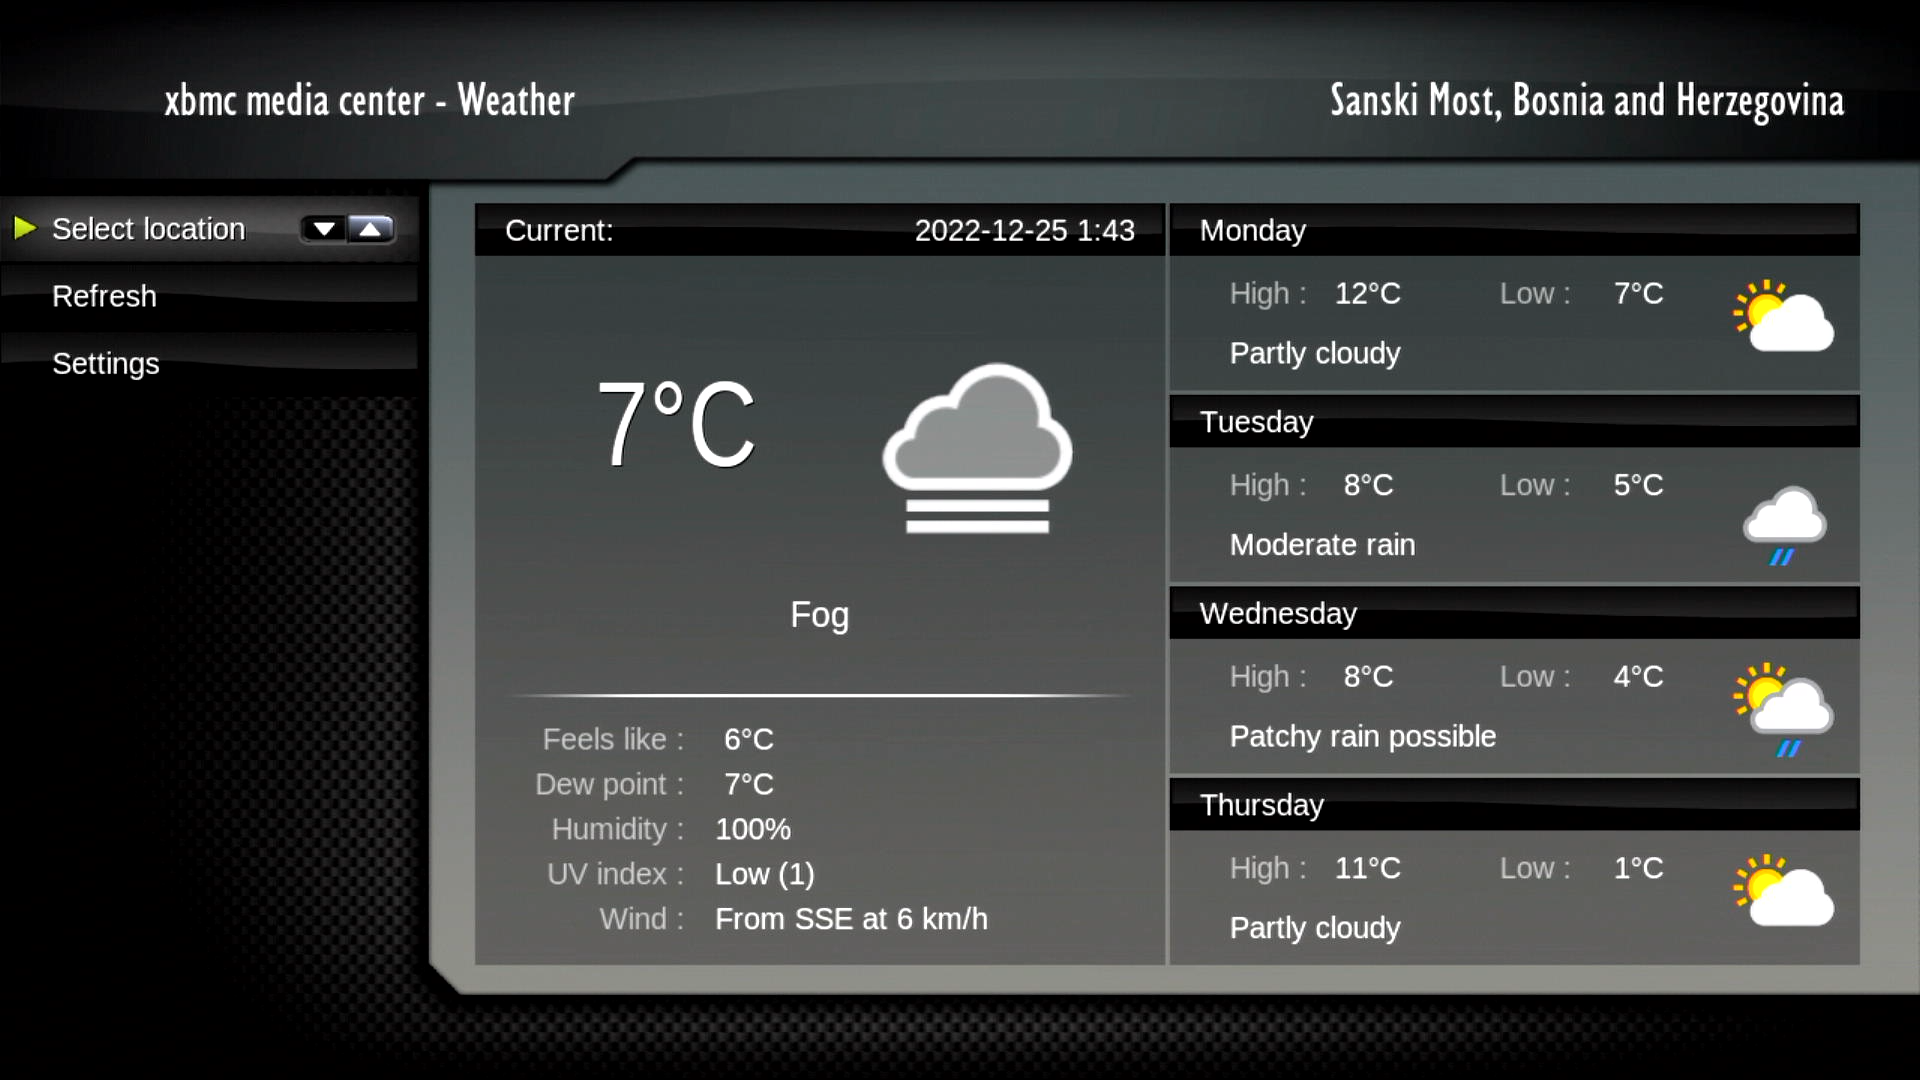 xbmc media center - Weather
Sanski Most, Bosnia and Herzegovina
Select location
Refresh
Settings
Current: 2022-12-25 1:43
7°C
Fog
Feels like : 6°C
Dew point : 7°C
Humidity : 100%
UV index : Low (1)
Wind : From SSE at 6 km/h
Monday
High : 12°C Low : 7°C
Partly cloudy
Tuesday
High : 8°C Low : 5°C
Moderate rain
Wednesday
High : 8°C Low : 4°C
Patchy rain possible
Thursday
High : 11°C Low : 1°C
Partly cloudy